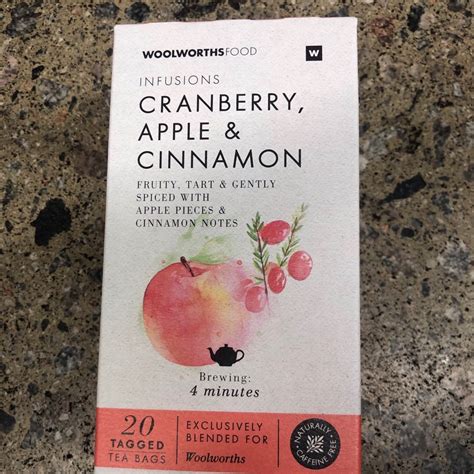 WOOLWORTHSFOOD
W
INFUSIONS
CRANBERRY,
APPLE &
CINNAMON
FRUITY, TART & GENTLY
SPICED WITH
APPLE PIECES &
CINNAMON NOTES
Brewing:
4 minutes
20
TAGGED
TEA BAGS
EXCLUSIVELY
BLENDED FOR
Woolworths
NATURALLY
CAFFEINE FREE